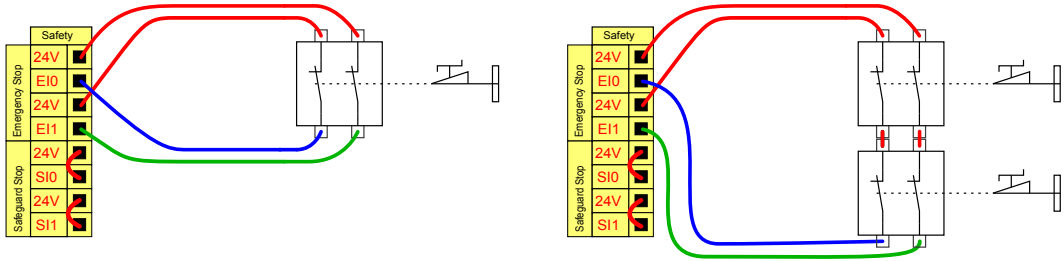 Safety
Emergency Stop
24V
EI0
24V
EI1
Safeguard Stop
24V
SI0
24V
SI1
Safety
Emergency Stop
24V
EI0
24V
EI1
Safeguard Stop
24V
SI0
24V
SI1